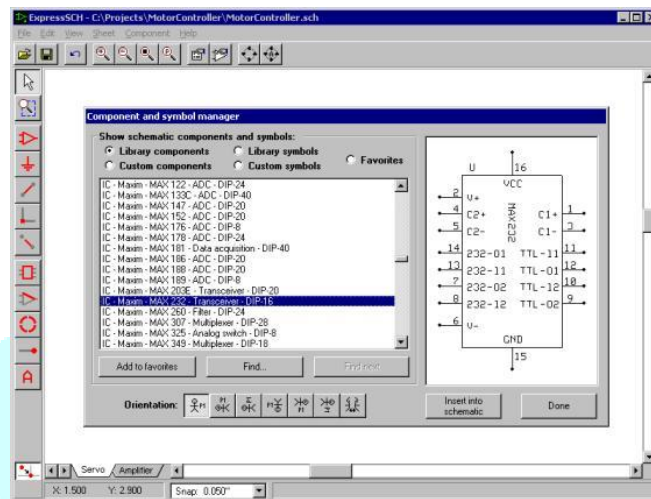 ExpressSCH - C:\Projects\MotorController\MotorController.sch
File Edit View Sheet Component Help
Component and symbol manager
Show schematic components and symbols:
Library components Library symbols Favorites
Custom components Custom symbols
IC - Maxim - MAX 122 - ADC - DIP-24
IC - Maxim - MAX 133C - ADC - DIP-40
IC - Maxim - MAX 147 - ADC - DIP-20
IC - Maxim - MAX 152 - ADC - DIP-20
IC - Maxim - MAX 176 - ADC - DIP-8
IC - Maxim - MAX 178 - ADC - DIP-24
IC - Maxim - MAX 181 - Data acquisition - DIP-40
IC - Maxim - MAX 186 - ADC - DIP-20
IC - Maxim - MAX 188 - ADC - DIP-20
IC - Maxim - MAX 189 - ADC - DIP-8
IC - Maxim - MAX 203E - Transceiver - DIP-20
IC - Maxim - MAX 232 - Transceiver - DIP-16
IC - Maxim - MAX 260 - Filter - DIP-24
IC - Maxim - MAX 307 - Multiplexer - DIP-28
IC - Maxim - MAX 325 - Analog switch - DIP-8
IC - Maxim - MAX 349 - Multiplexer - DIP-18
Add to favorites Find... Find next
Orientation:
U 16
VCC
MAX232
2 V+
4 C2+ C1+ 1
5 C2- C1- 3
14 232-O1 TTL-I1 11
13 232-I1 TTL-O1 12
7 232-O2 TTL-I2 10
8 232-I2 TTL-O2 9
6 V-
GND
15
Insert into schematic Done
Servo Amplifier
X: 1.500 Y: 2.900 Snap: 0.050"